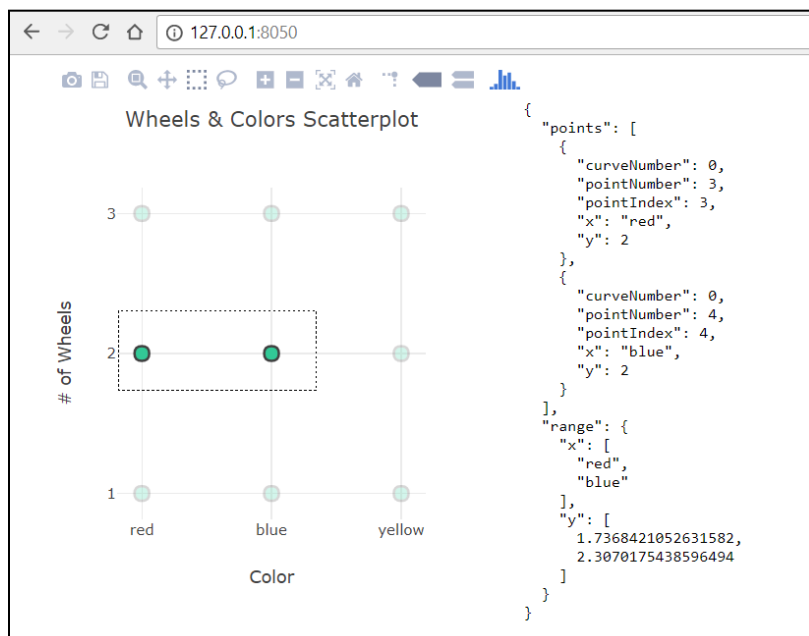 127.0.0.1:8050
Wheels & Colors Scatterplot
3
2
1
# of Wheels
red blue yellow
Color
{
  "points": [
    {
      "curveNumber": 0,
      "pointNumber": 3,
      "pointIndex": 3,
      "x": "red",
      "y": 2
    },
    {
      "curveNumber": 0,
      "pointNumber": 4,
      "pointIndex": 4,
      "x": "blue",
      "y": 2
    }
  ],
  "range": {
    "x": [
      "red",
      "blue"
    ],
    "y": [
      1.7368421052631582,
      2.3070175438596494
    ]
  }
}